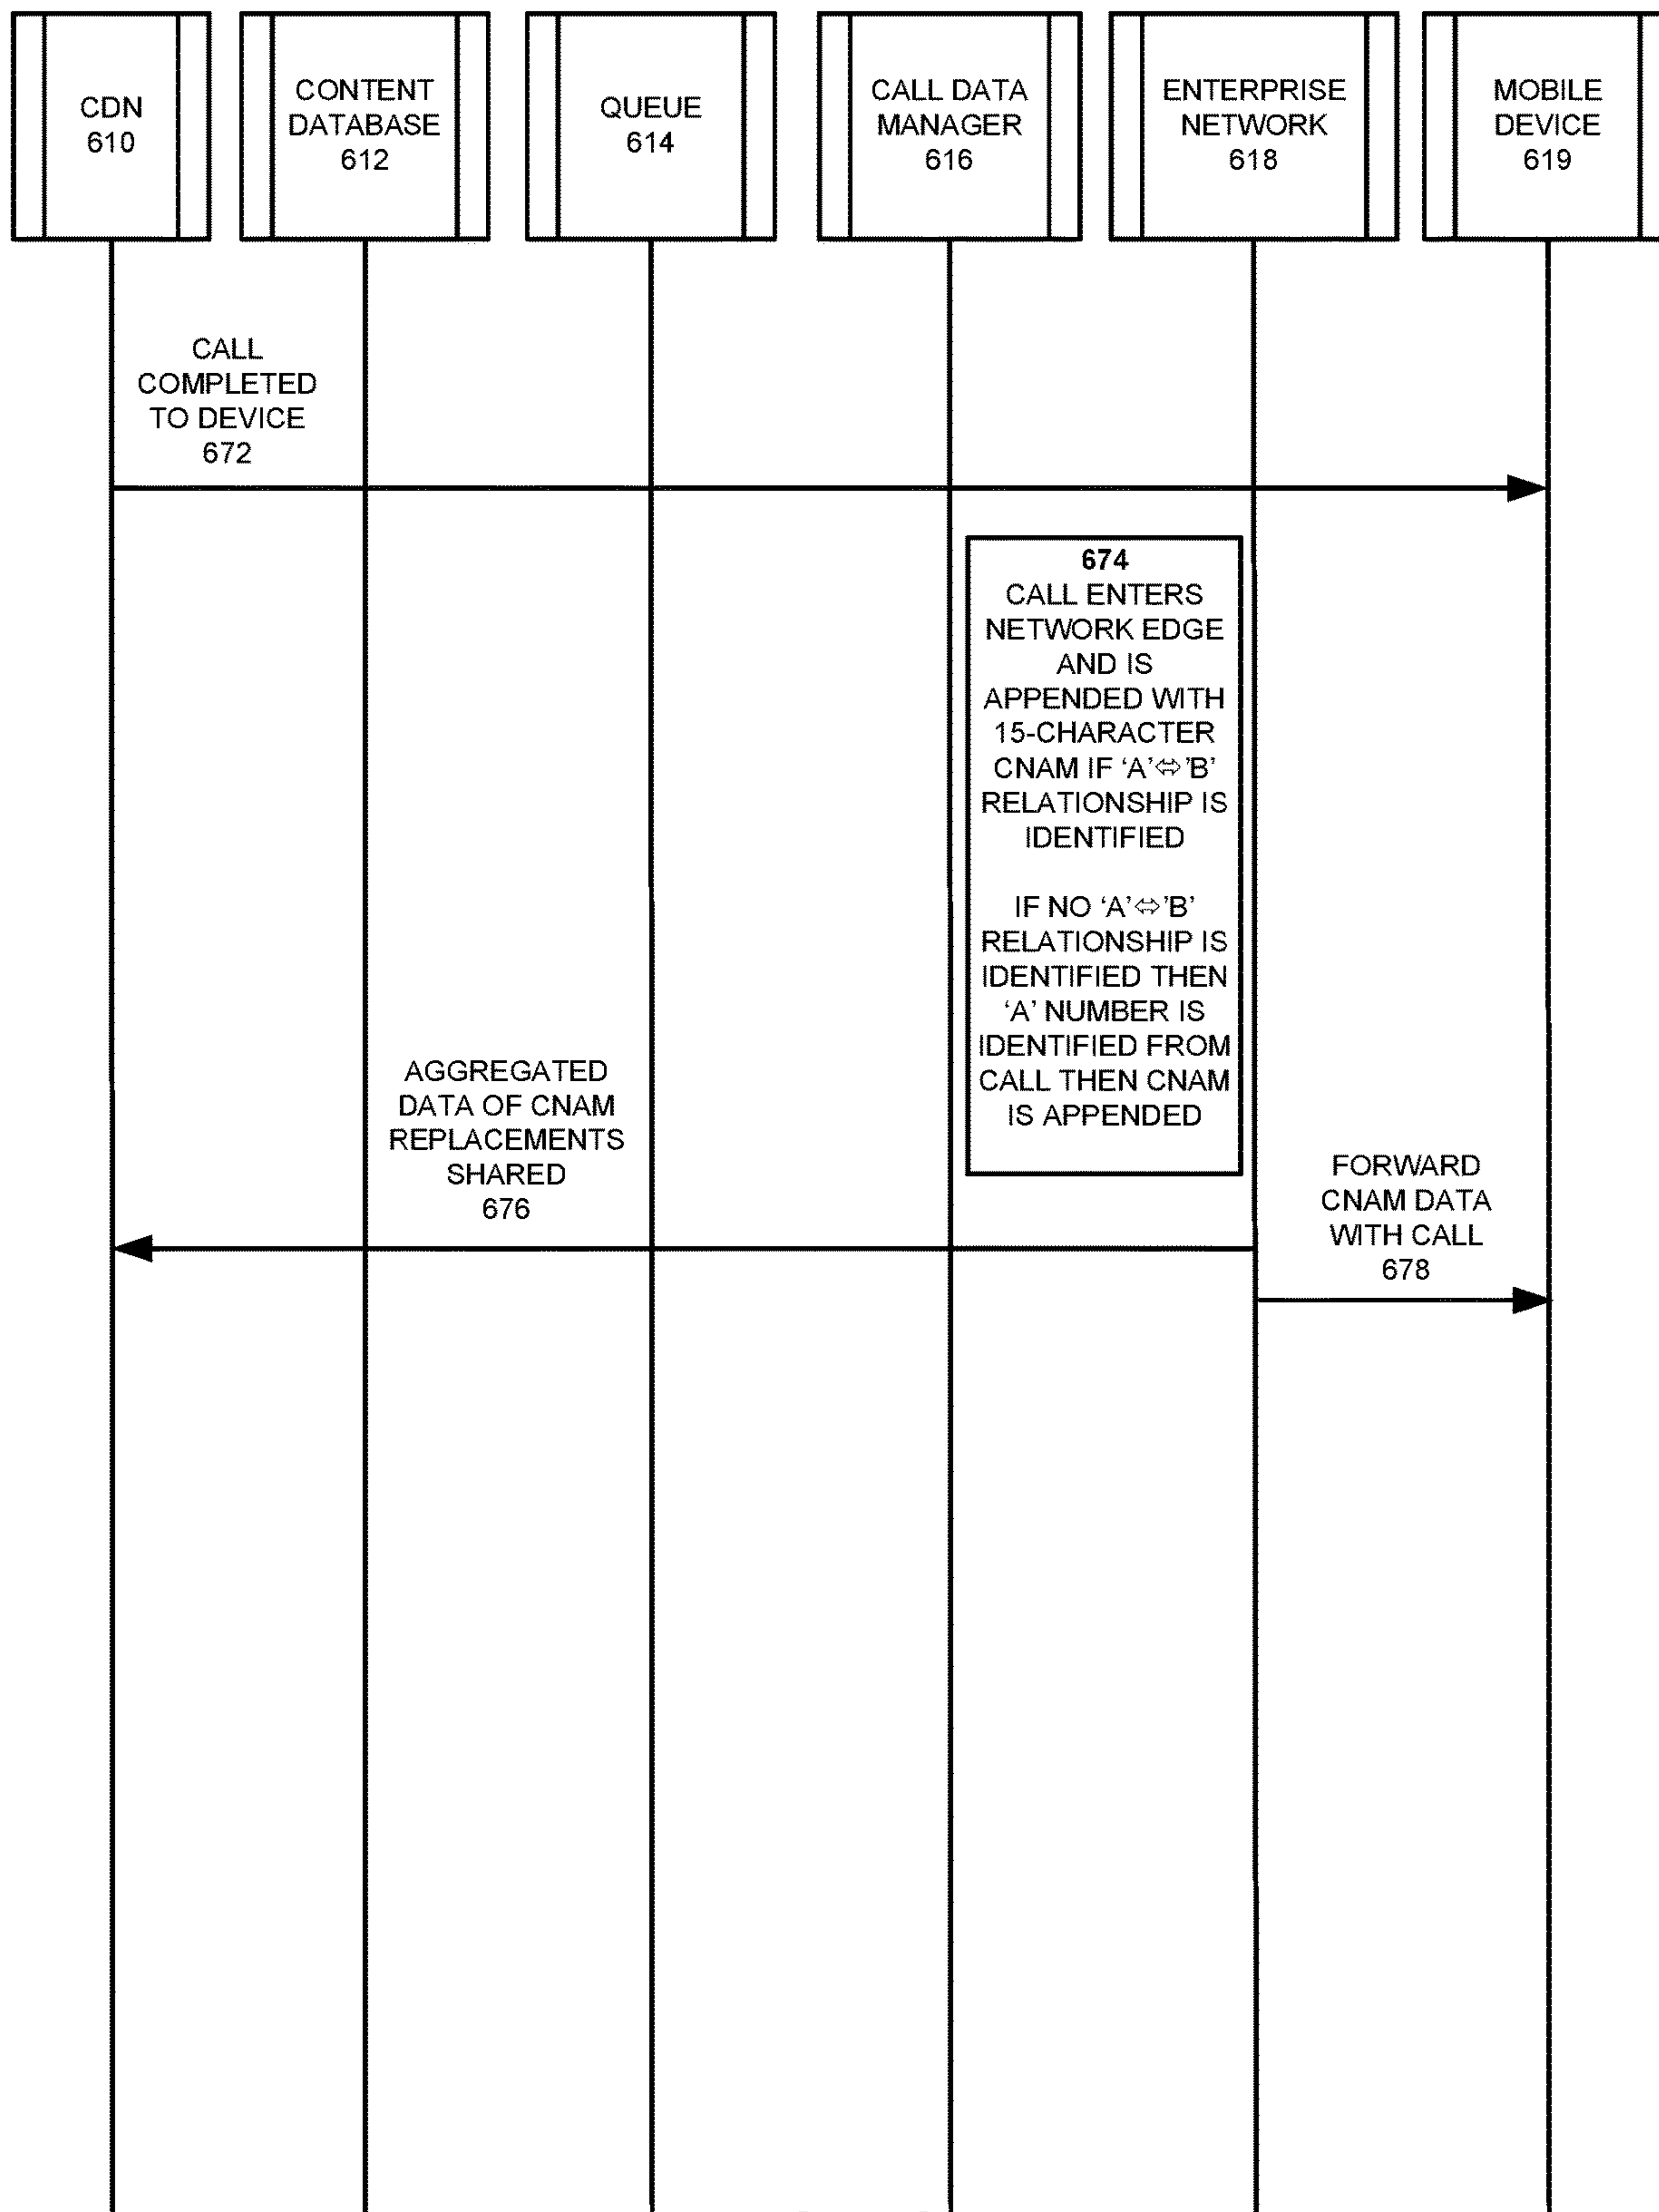 CDN
610
CONTENT
DATABASE
612
QUEUE
614
CALL DATA
MANAGER
616
ENTERPRISE
NETWORK
618
MOBILE
DEVICE
619
CALL
COMPLETED
TO DEVICE
672
674
CALL ENTERS
NETWORK EDGE
AND IS
APPENDED WITH
15-CHARACTER
CNAM IF ‘A’⇔’B’
RELATIONSHIP IS
IDENTIFIED
IF NO ‘A’⇔’B’
RELATIONSHIP IS
IDENTIFIED THEN
‘A’ NUMBER IS
IDENTIFIED FROM
CALL THEN CNAM
IS APPENDED
AGGREGATED
DATA OF CNAM
REPLACEMENTS
SHARED
676
FORWARD
CNAM DATA
WITH CALL
678